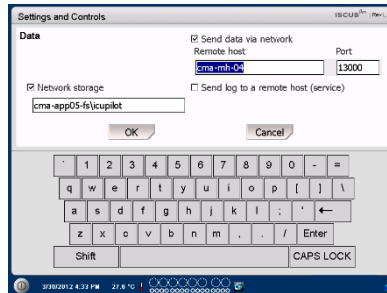 Settings and Controls
ISCUS
Data
Send data via network
Remote host
Port
cma-mh-04
13000
Network storage
Send log to a remote host (service)
cma-app05-fs\icupilot
OK
Cancel
` 1 2 3 4 5 6 7 8 9 0 - =
q w e r t y u i o p [ ] \
a s d f g h j k l ; ' ←
z x c v b n m , . / Enter
Shift
CAPS LOCK
3/30/2012 4:33 PM 27.6 °C !